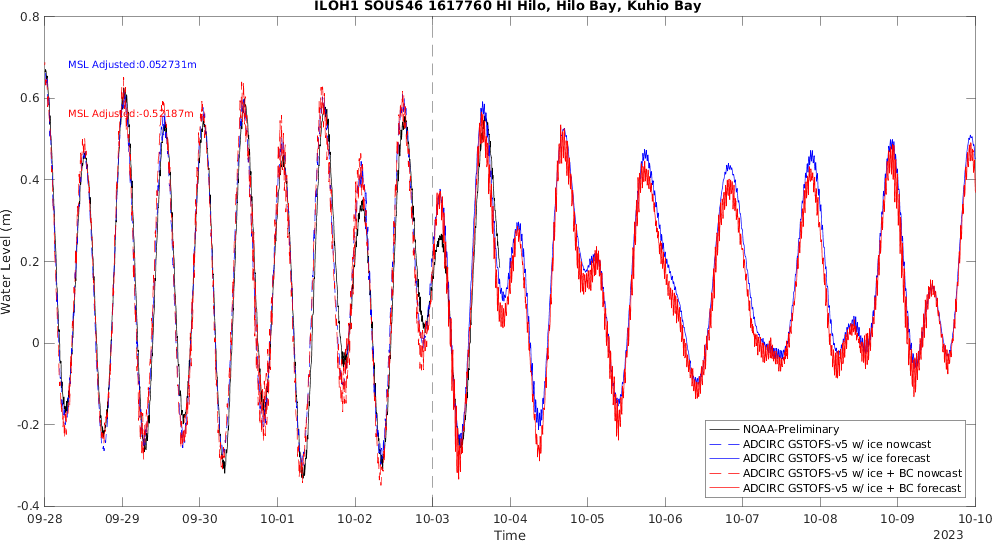 ILOH1 SOUS46 1617760 HI Hilo, Hilo Bay, Kuhio Bay
0.8
0.6
0.4
0.2
0
-0.2
-0.4
Water Level (m)
MSL Adjusted:0.052731m
MSL Adjusted:-0.52187m
NOAA-Preliminary
ADCIRC GSTOFS-v5 w/ ice nowcast
ADCIRC GSTOFS-v5 w/ ice forecast
ADCIRC GSTOFS-v5 w/ ice + BC nowcast
ADCIRC GSTOFS-v5 w/ ice + BC forecast
09-28 09-29 09-30 10-01 10-02 10-03 10-04 10-05 10-06 10-07 10-08 10-09 10-10
Time
2023